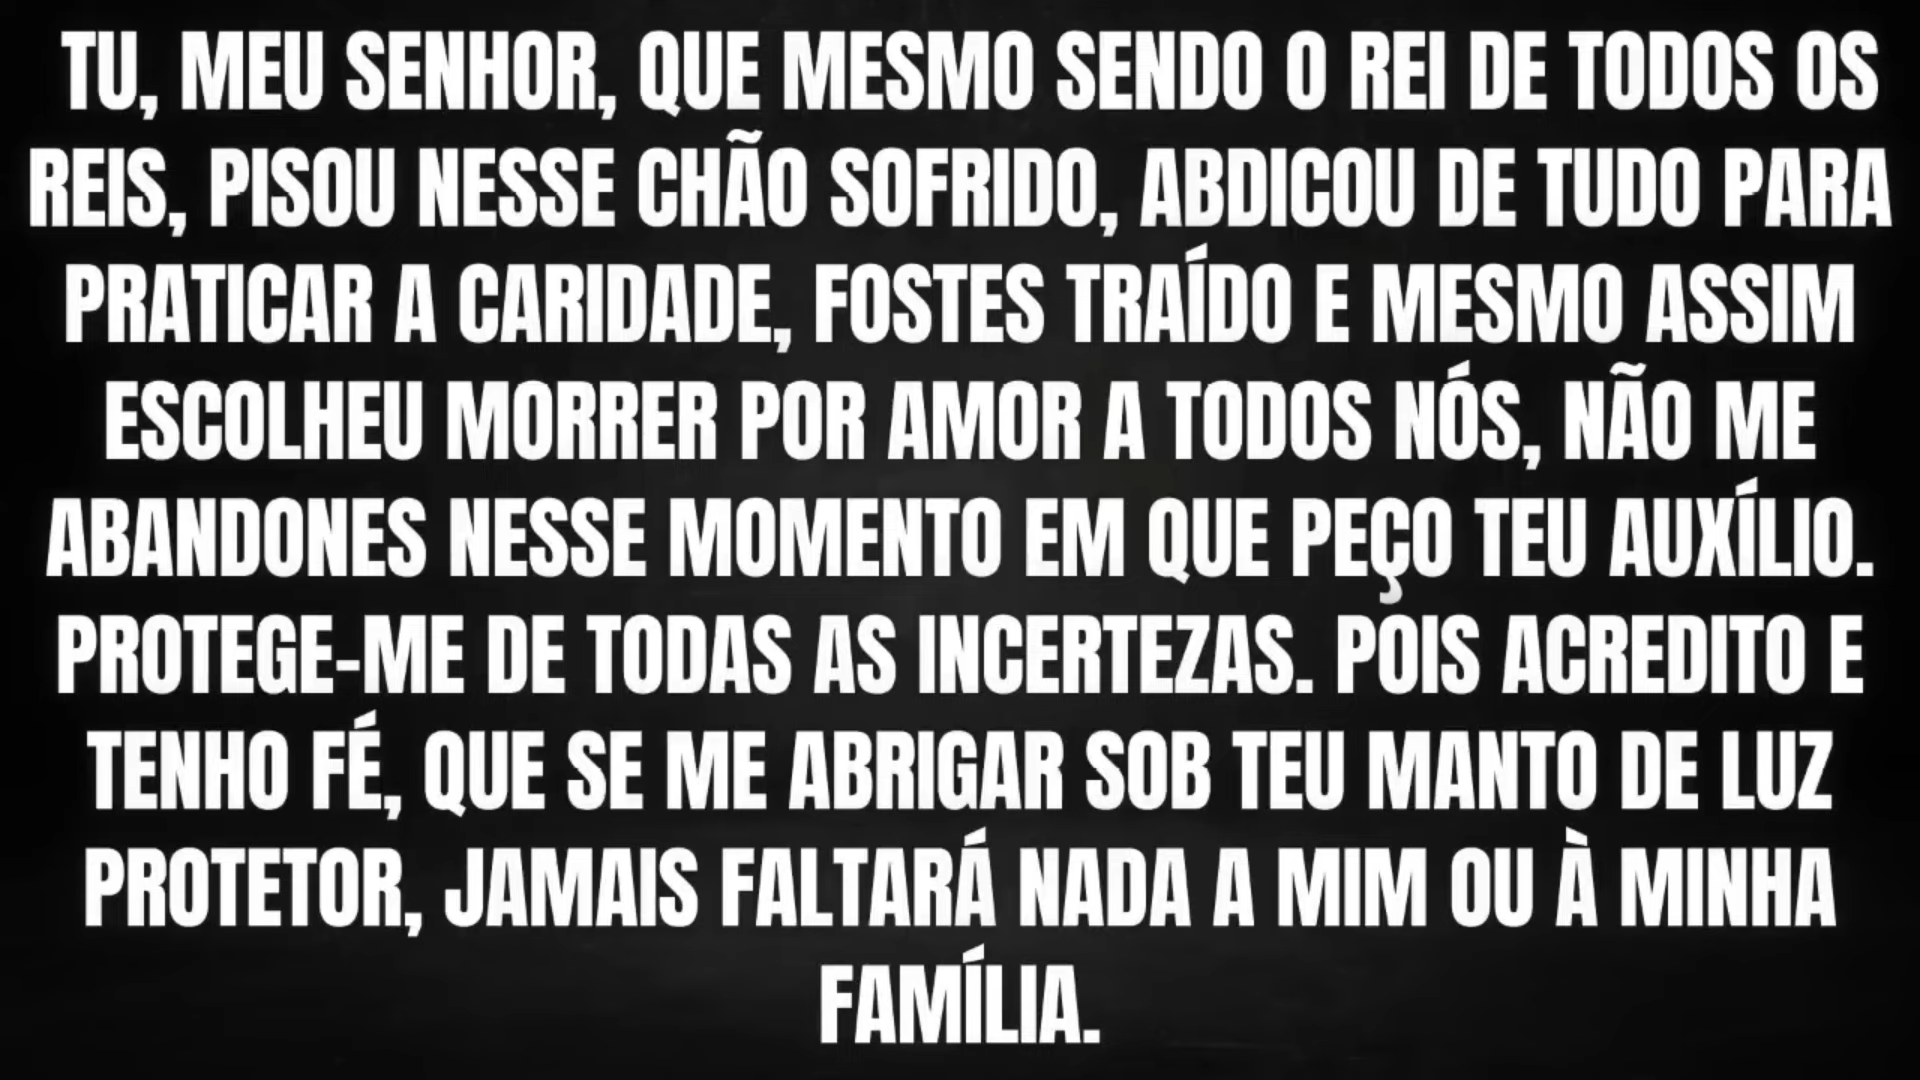 TU, MEU SENHOR, QUE MESMO SENDO O REI DE TODOS OS
REIS, PISOU NESSE CHÃO SOFRIDO, ABDICOU DE TUDO PARA
PRATICAR A CARIDADE, FOSTES TRAÍDO E MESMO ASSIM
ESCOLHEU MORRER POR AMOR A TODOS NÓS, NÃO ME
ABANDONES NESSE MOMENTO EM QUE PEÇO TEU AUXÍLIO.
PROTEGE-ME DE TODAS AS INCERTEZAS. POIS ACREDITO E
TENHO FÉ, QUE SE ME ABRIGAR SOB TEU MANTO DE LUZ
PROTETOR, JAMAIS FALTARÁ NADA A MIM OU À MINHA
FAMÍLIA.